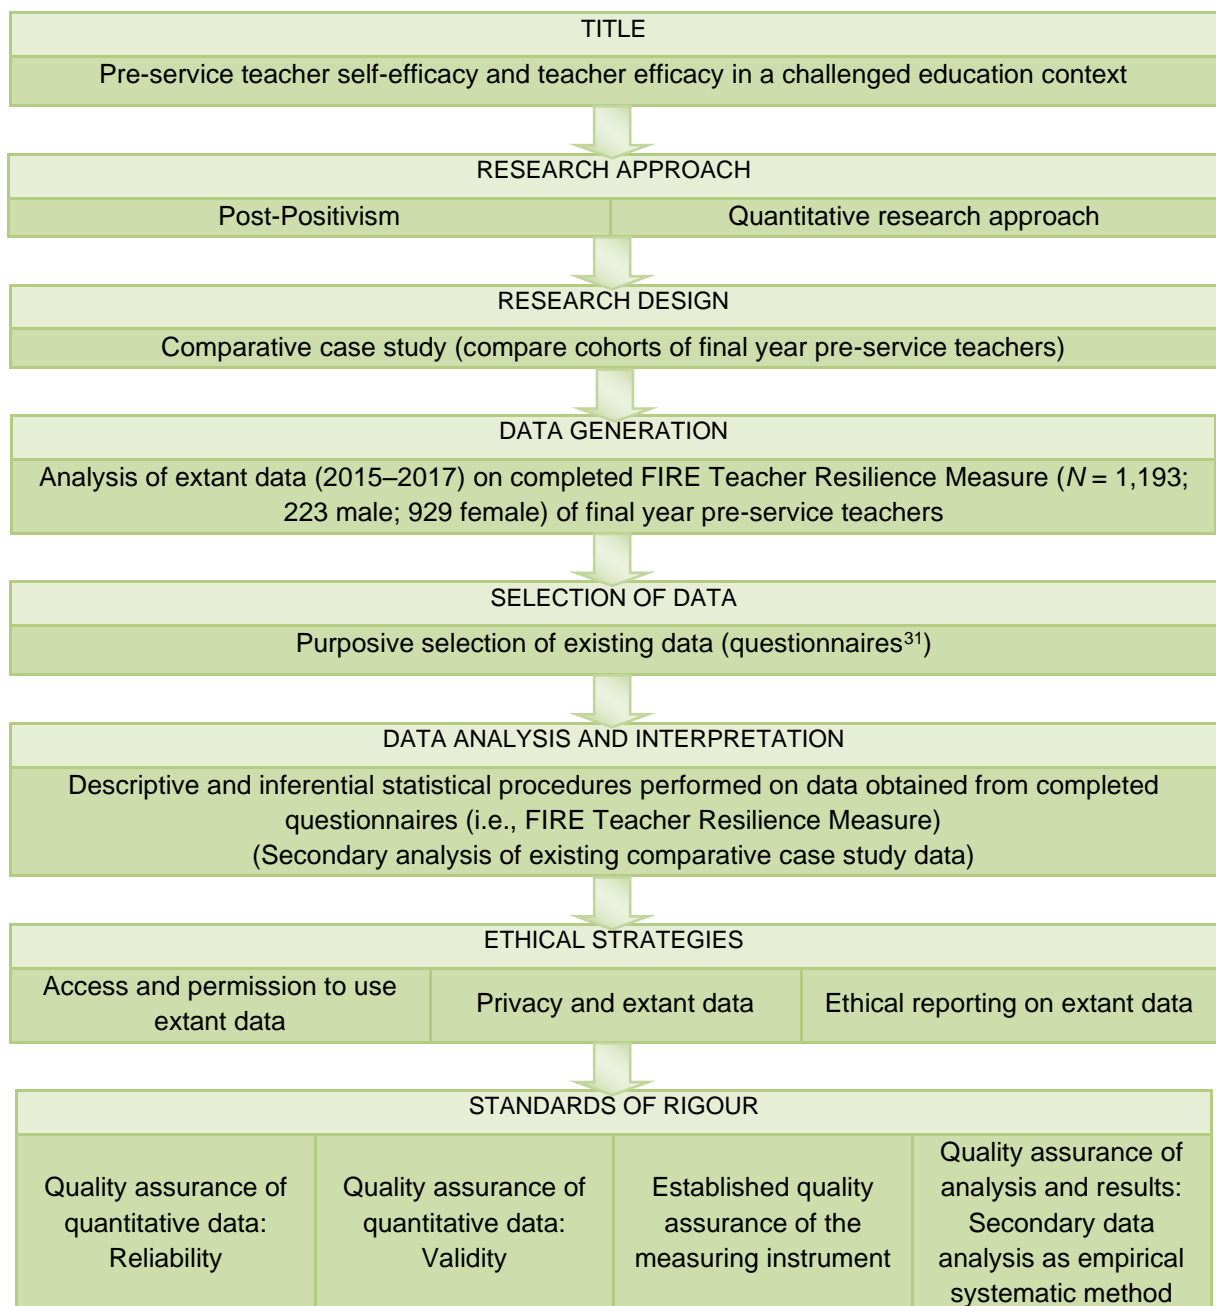 TITLE
Pre-service teacher self-efficacy and teacher efficacy in a challenged education context
RESEARCH APPROACH
Post-Positivism
Quantitative research approach
RESEARCH DESIGN
Comparative case study (compare cohorts of final year pre-service teachers)
DATA GENERATION
Analysis of extant data (2015–2017) on completed FIRE Teacher Resilience Measure (N = 1,193;
223 male; 929 female) of final year pre-service teachers
SELECTION OF DATA
Purposive selection of existing data (questionnaires³¹)
DATA ANALYSIS AND INTERPRETATION
Descriptive and inferential statistical procedures performed on data obtained from completed
questionnaires (i.e., FIRE Teacher Resilience Measure)
(Secondary analysis of existing comparative case study data)
ETHICAL STRATEGIES
Access and permission to use
extant data
Privacy and extant data
Ethical reporting on extant data
STANDARDS OF RIGOUR
Quality assurance of
quantitative data:
Reliability
Quality assurance of
quantitative data:
Validity
Established quality
assurance of the
measuring instrument
Quality assurance of
analysis and results:
Secondary data
analysis as empirical
systematic method